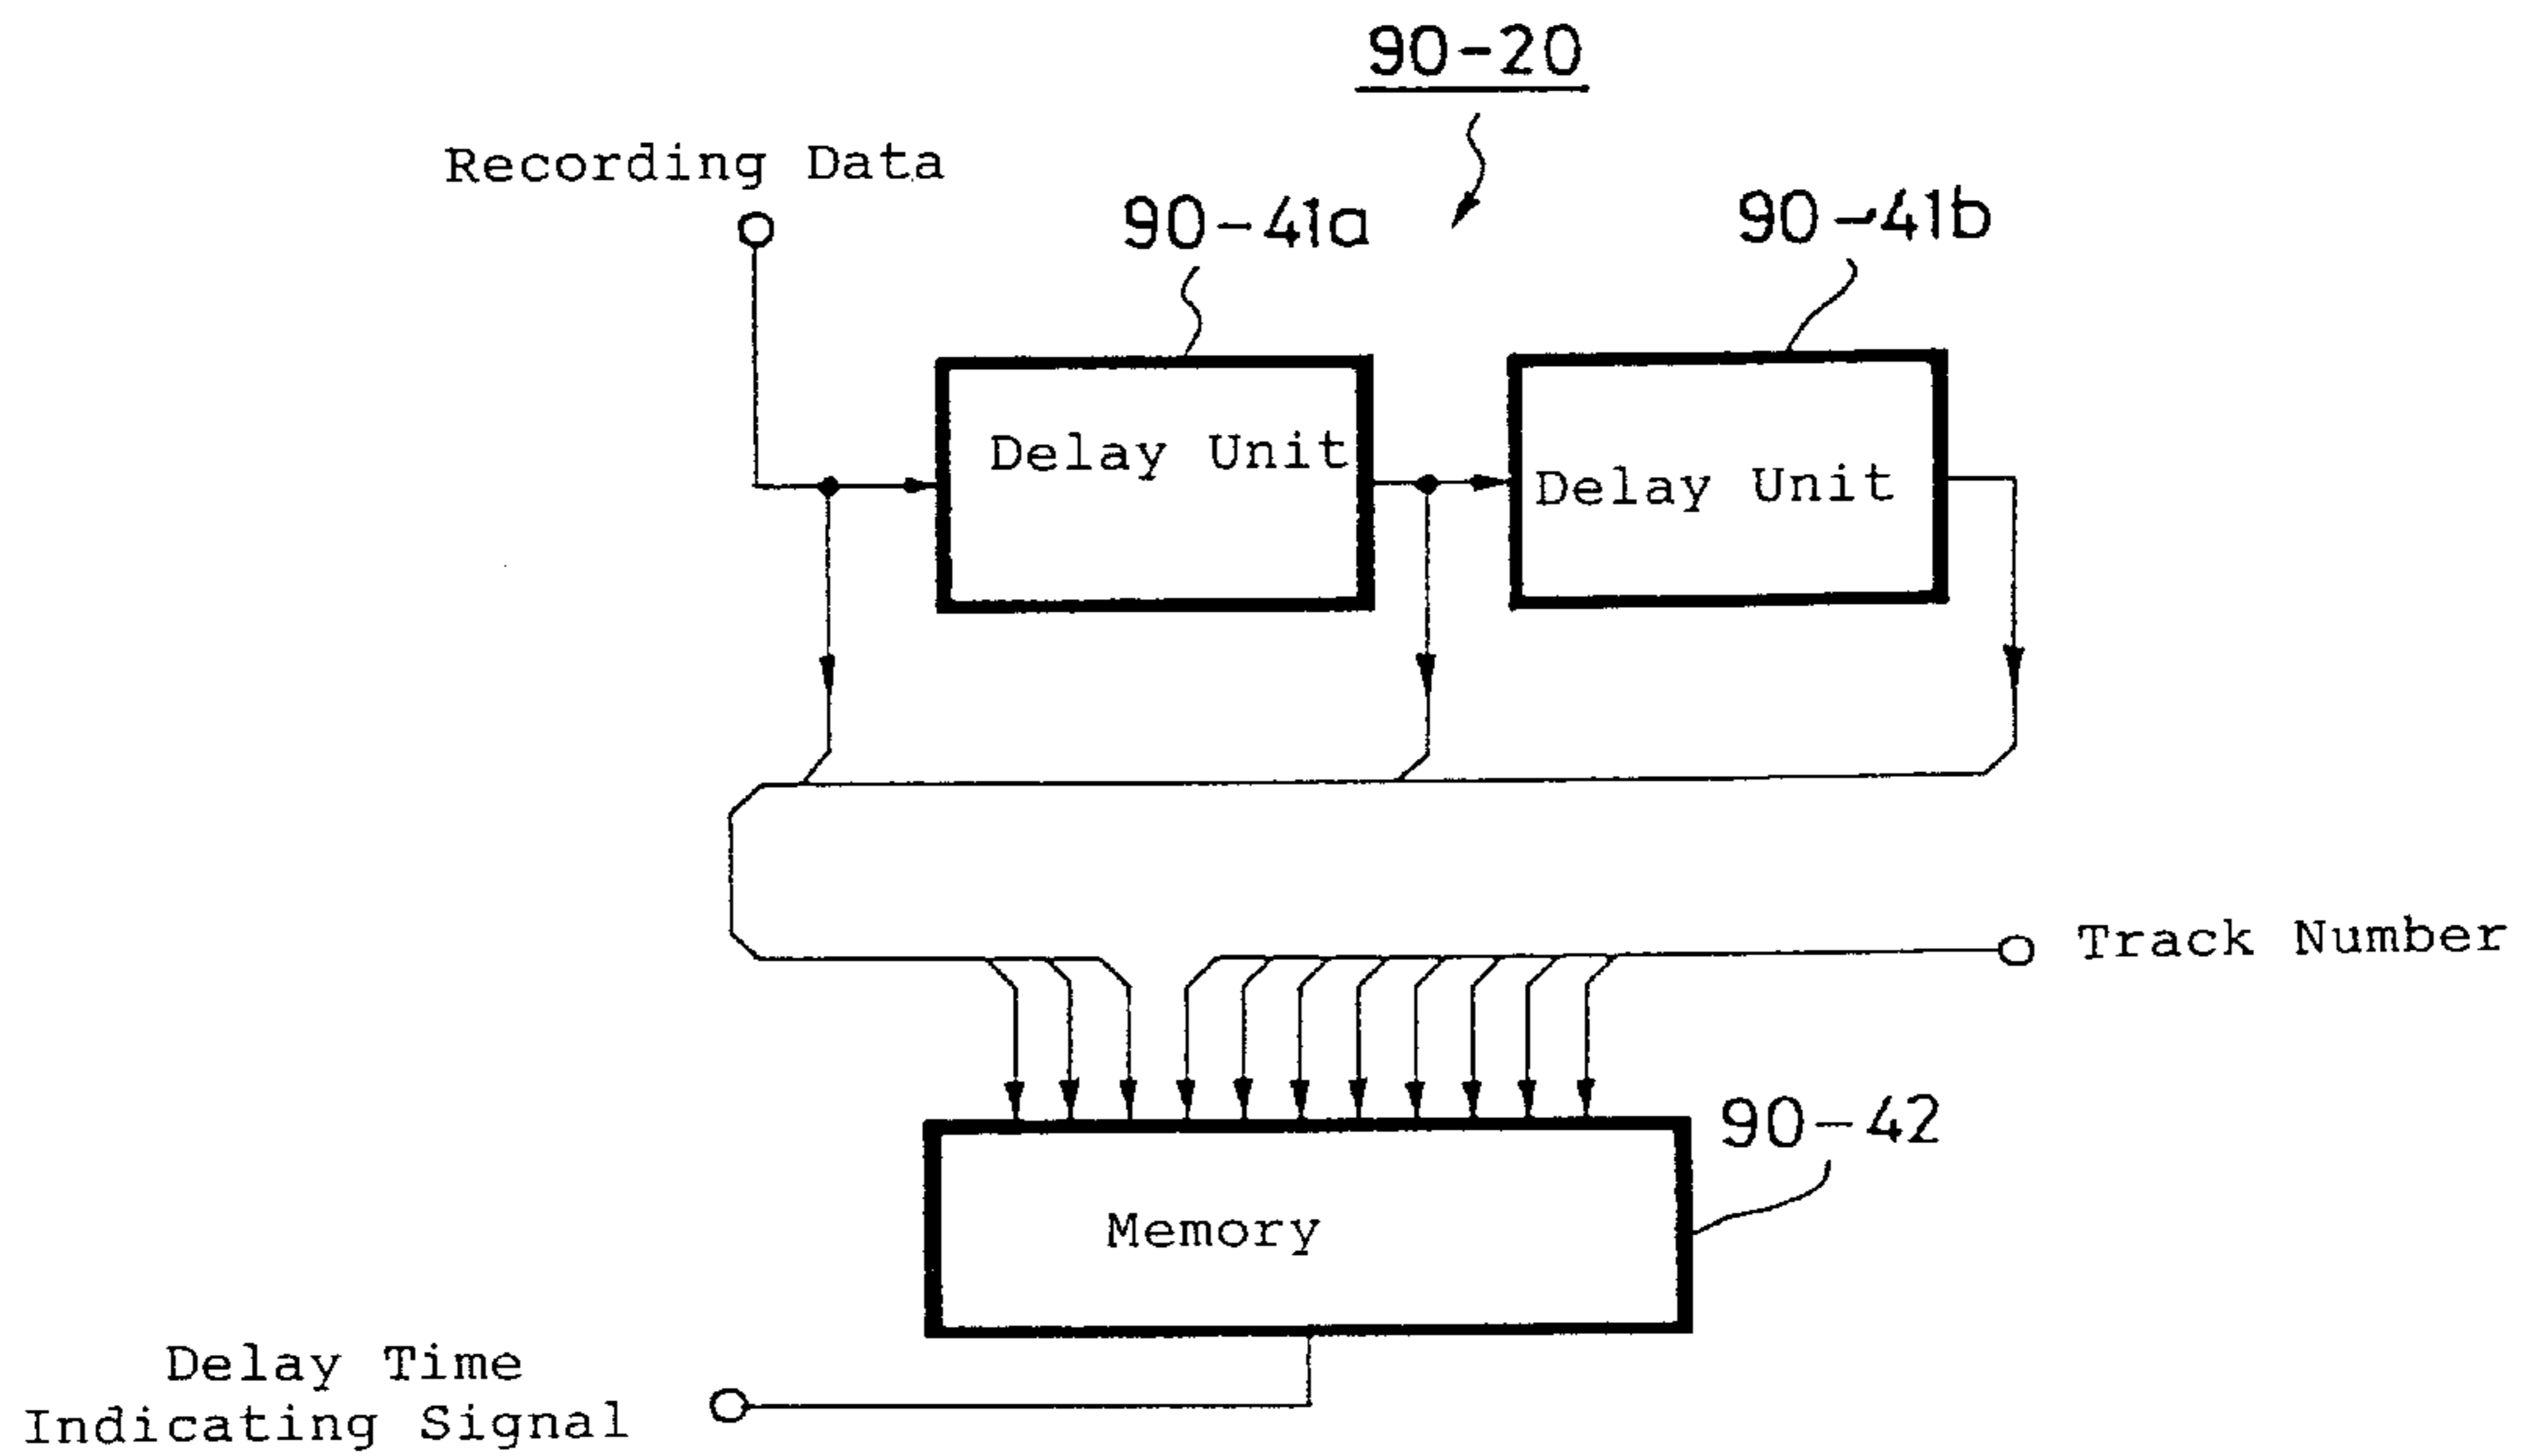 90-20
Recording Data
90-41a
90-41b
Delay Unit
Delay Unit
Track Number
90-42
Memory
Delay Time
Indicating Signal